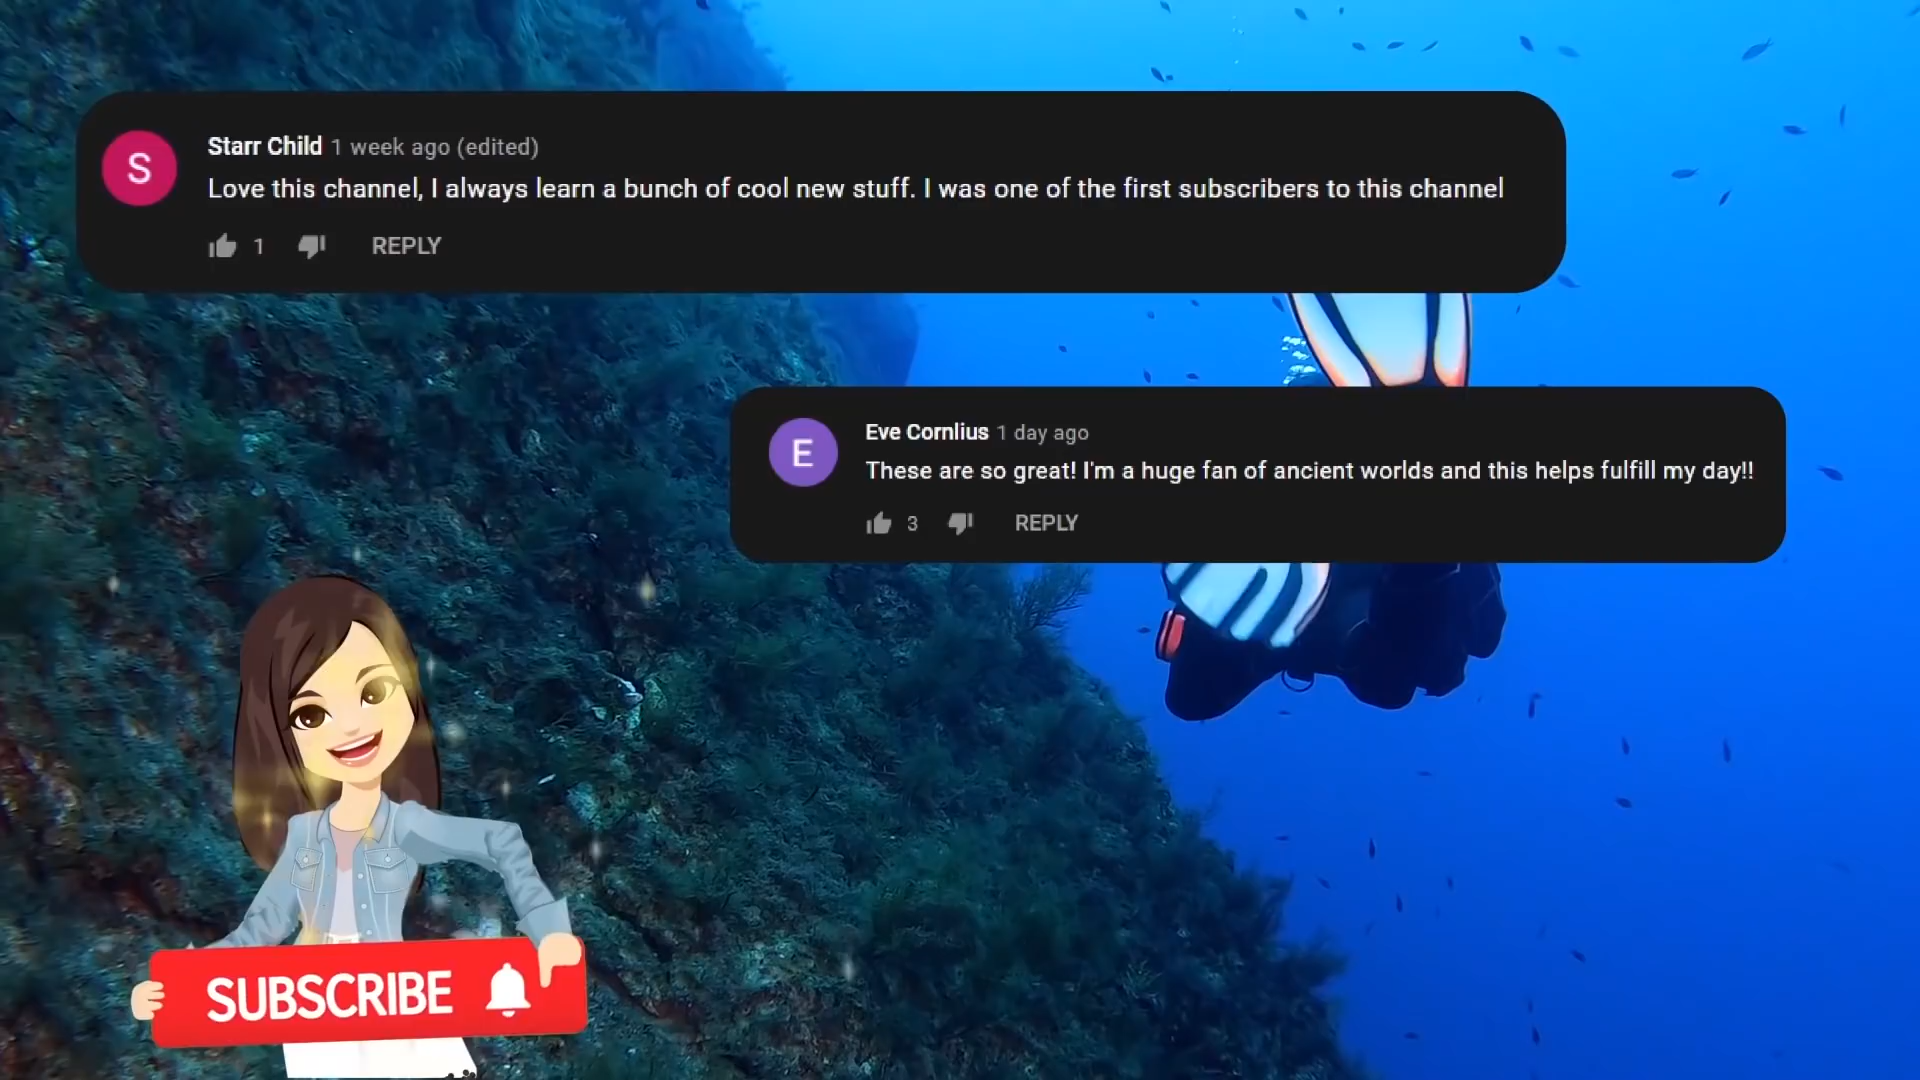 S
Starr Child 1 week ago (edited)
Love this channel, I always learn a bunch of cool new stuff. I was one of the first subscribers to this channel
1 REPLY
E
Eve Cornlius 1 day ago
These are so great! I'm a huge fan of ancient worlds and this helps fulfill my day!!
3 REPLY
SUBSCRIBE